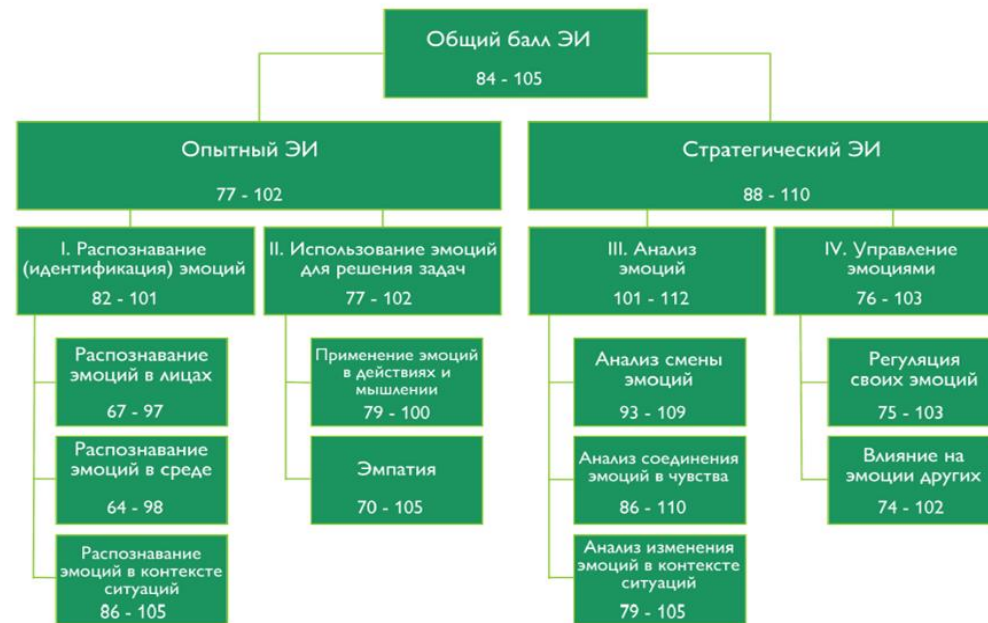 Общий балл ЭИ
84 - 105
Опытный ЭИ
77 - 102
Стратегический ЭИ
88 - 110
I. Распознавание
(идентификация) эмоций
82 - 101
II. Использование эмоций
для решения задач
77 - 102
III. Анализ
эмоций
101 - 112
IV. Управление
эмоциями
76 - 103
Распознавание
эмоций в лицах
67 - 97
Распознавание
эмоций в среде
64 - 98
Распознавание
эмоций в контексте
ситуаций
86 - 105
Применение эмоций
в действиях и
мышлении
79 - 100
Эмпатия
70 - 105
Анализ смены
эмоций
93 - 109
Анализ соединения
эмоций в чувства
86 - 110
Анализ изменения
эмоций в контексте
ситуаций
79 - 105
Регуляция
своих эмоций
75 - 103
Влияние на
эмоции других
74 - 102